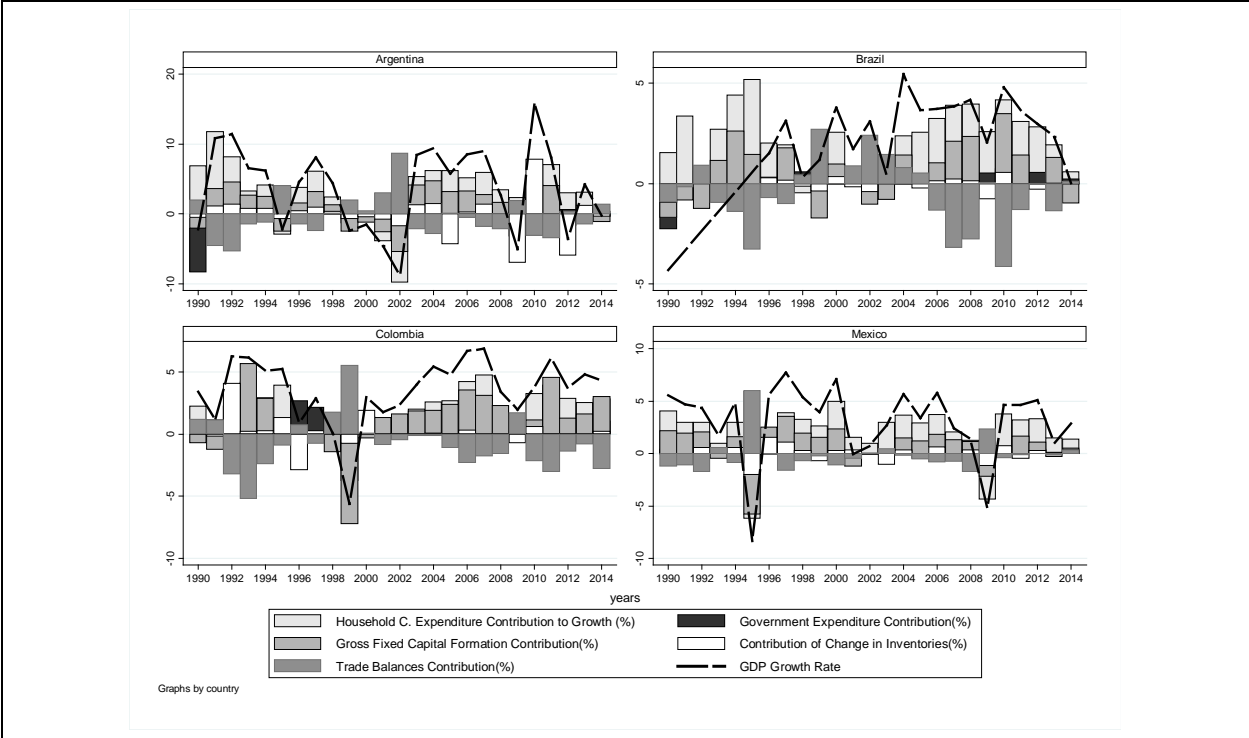 Argentina
20
10
0
-10
1990 1992 1994 1996 1998 2000 2002 2004 2006 2008 2010 2012 2014
Brazil
5
0
-5
1990 1992 1994 1996 1998 2000 2002 2004 2006 2008 2010 2012 2014
Colombia
5
0
-5
-10
1990 1992 1994 1996 1998 2000 2002 2004 2006 2008 2010 2012 2014
Mexico
10
5
0
-5
-10
1990 1992 1994 1996 1998 2000 2002 2004 2006 2008 2010 2012 2014
years
Household C. Expenditure Contribution to Growth (%)
Government Expenditure Contribution(%)
Gross Fixed Capital Formation Contribution(%)
Contribution of Change in Inventories(%)
Trade Balances Contribution(%)
GDP Growth Rate
Graphs by country